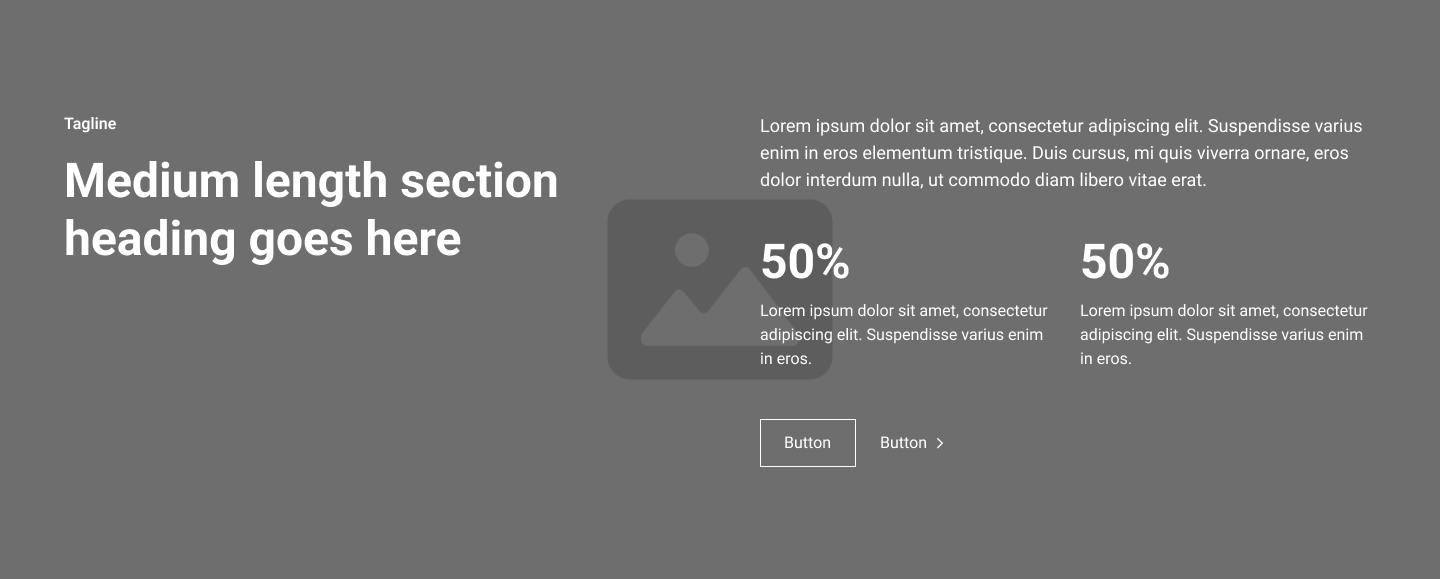 Tagline
Medium length section
heading goes here
Lorem ipsum dolor sit amet, consectetur adipiscing elit. Suspendisse varius
enim in eros elementum tristique. Duis cursus, mi quis viverra ornare, eros
dolor interdum nulla, ut commodo diam libero vitae erat.
50%
Lorem ipsum dolor sit amet, consectetur
adipiscing elit. Suspendisse varius enim
in eros.
50%
Lorem ipsum dolor sit amet, consectetur
adipiscing elit. Suspendisse varius enim
in eros.
Button
Button